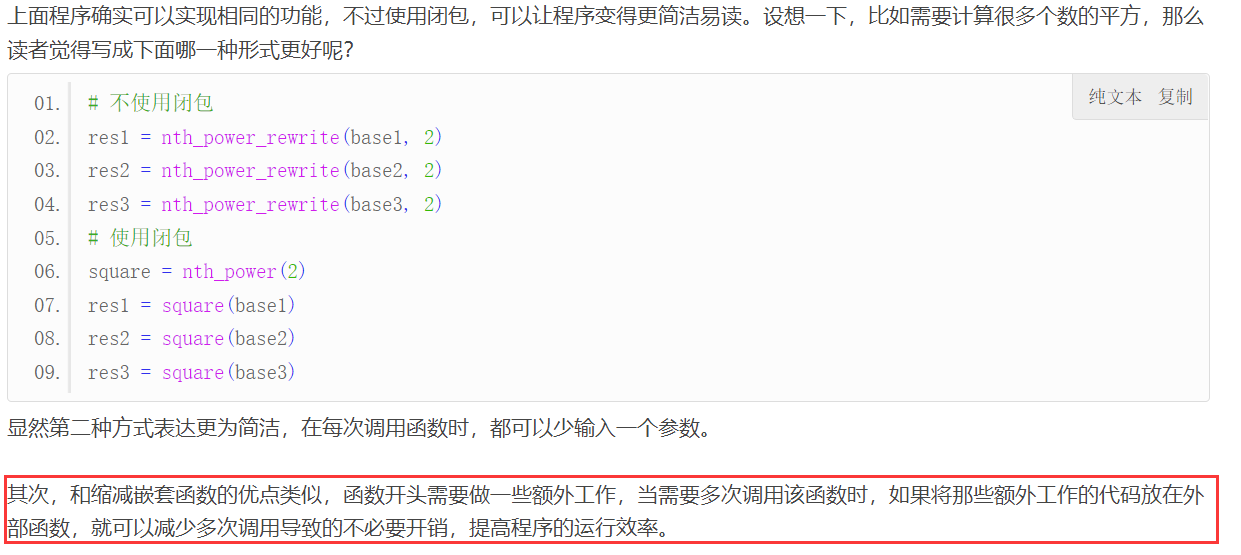 上面程序确实可以实现相同的功能，不过使用闭包，可以让程序变得更简洁易读。设想一下，比如需要计算很多个数的平方，那么
读者觉得写成下面哪一种形式更好呢？
纯文本 复制
01. # 不使用闭包
02. res1 = nth_power_rewrite(base1, 2)
03. res2 = nth_power_rewrite(base2, 2)
04. res3 = nth_power_rewrite(base3, 2)
05. # 使用闭包
06. square = nth_power(2)
07. res1 = square(base1)
08. res2 = square(base2)
09. res3 = square(base3)
显然第二种方式表达更为简洁，在每次调用函数时，都可以少输入一个参数。
其次，和缩减嵌套函数的优点类似，函数开头需要做一些额外工作，当需要多次调用该函数时，如果将那些额外工作的代码放在外
部函数，就可以减少多次调用导致的不必要开销，提高程序的运行效率。